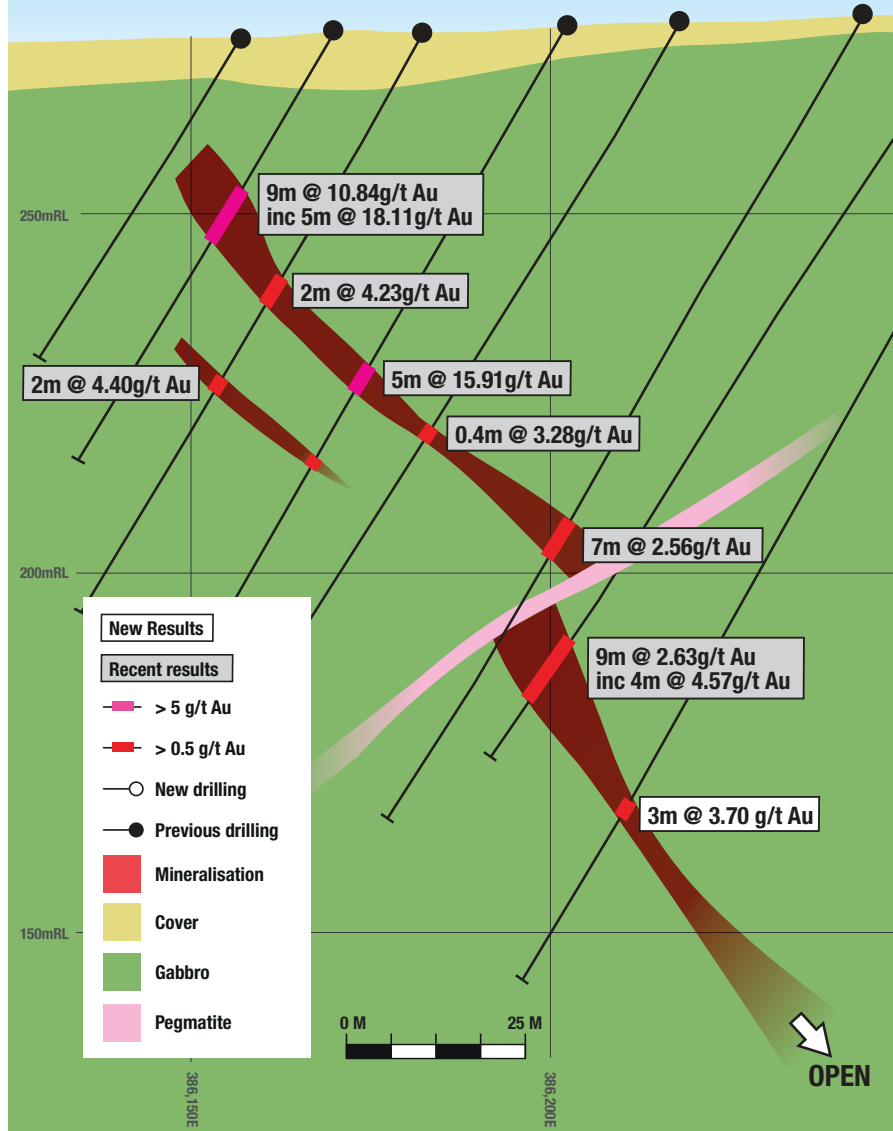 250mRL
9m @ 10.84g/t Au
inc 5m @ 18.11g/t Au
2m @ 4.23g/t Au
2m @ 4.40g/t Au
5m @ 15.91g/t Au
0.4m @ 3.28g/t Au
200mRL
7m @ 2.56g/t Au
9m @ 2.63g/t Au
inc 4m @ 4.57g/t Au
3m @ 3.70 g/t Au
150mRL
New Results
Recent results
> 5 g/t Au
> 0.5 g/t Au
New drilling
Previous drilling
Mineralisation
Cover
Gabbro
Pegmatite
0 M 25 M
OPEN
386,150E
386,200E